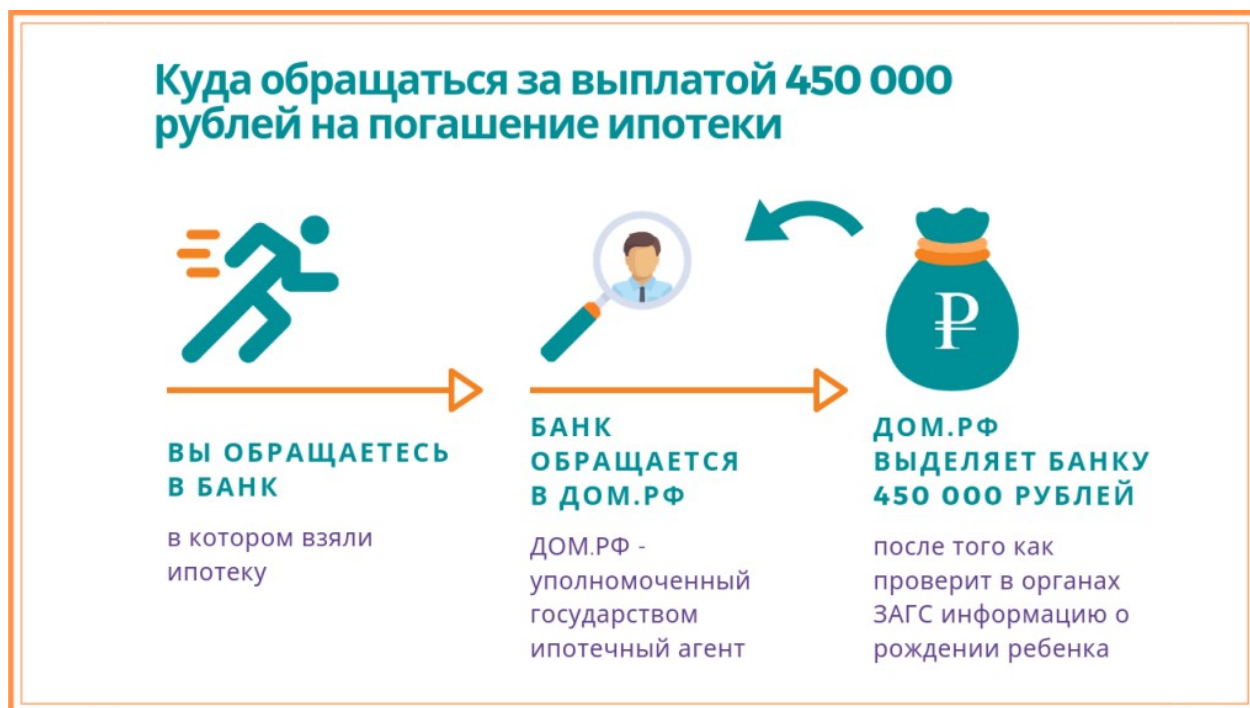 Куда обращаться за выплатой 450 000
рублей на погашение ипотеки
₽
ВЫ ОБРАЩАЕТЕСЬ
В БАНК
в котором взяли
ипотеку
БАНК
ОБРАЩАЕТСЯ
В ДОМ.РФ
ДОМ.РФ -
уполномоченный
государством
ипотечный агент
ДОМ.РФ
ВЫДЕЛЯЕТ БАНКУ
450 000 РУБЛЕЙ
после того как
проверит в органах
ЗАГС информацию о
рождении ребенка